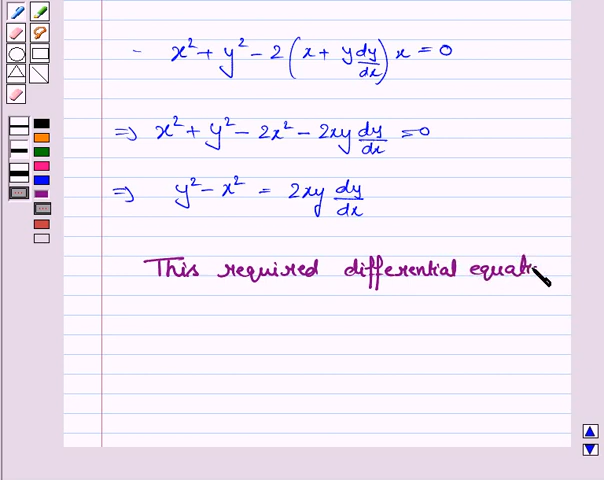 x² + y² - 2(x + y dy/dx)x = 0
⇒ x² + y² - 2x² - 2xy dy/dx = 0
⇒ y² - x² = 2xy dy/dx
This required differential equati